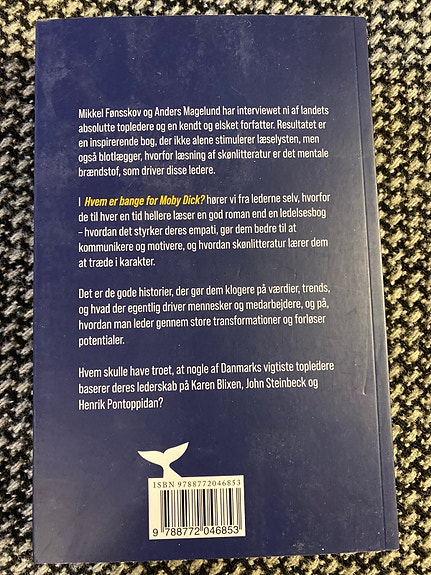 Mikkel Fønsskov og Anders Magelund har interviewet ni af landets
absolutte topledere og en kendt og elsket forfatter. Resultatet er
en inspirerende bog, der ikke alene stimulerer læselysten, men
også blotlægger, hvorfor læsning af skønlitteratur er det mentale
brændstof, som driver disse ledere.
I Hvem er bange for Moby Dick? hører vi fra lederne selv, hvorfor
de til hver en tid hellere læser en god roman end en ledelsesbog
– hvordan det styrker deres empati, gør dem bedre til at
kommunikere og motivere, og hvordan skønlitteratur lærer dem
at træde i karakter.
Det er de gode historier, der gør dem klogere på værdier, trends,
og hvad der egentlig driver mennesker og medarbejdere, og på,
hvordan man leder gennem store transformationer og forløser
potentialer.
Hvem skulle have troet, at nogle af Danmarks vigtiste topledere
baserer deres lederskab på Karen Blixen, John Steinbeck og
Henrik Pontoppidan?
ISBN 9788772046853
9 788772 046853